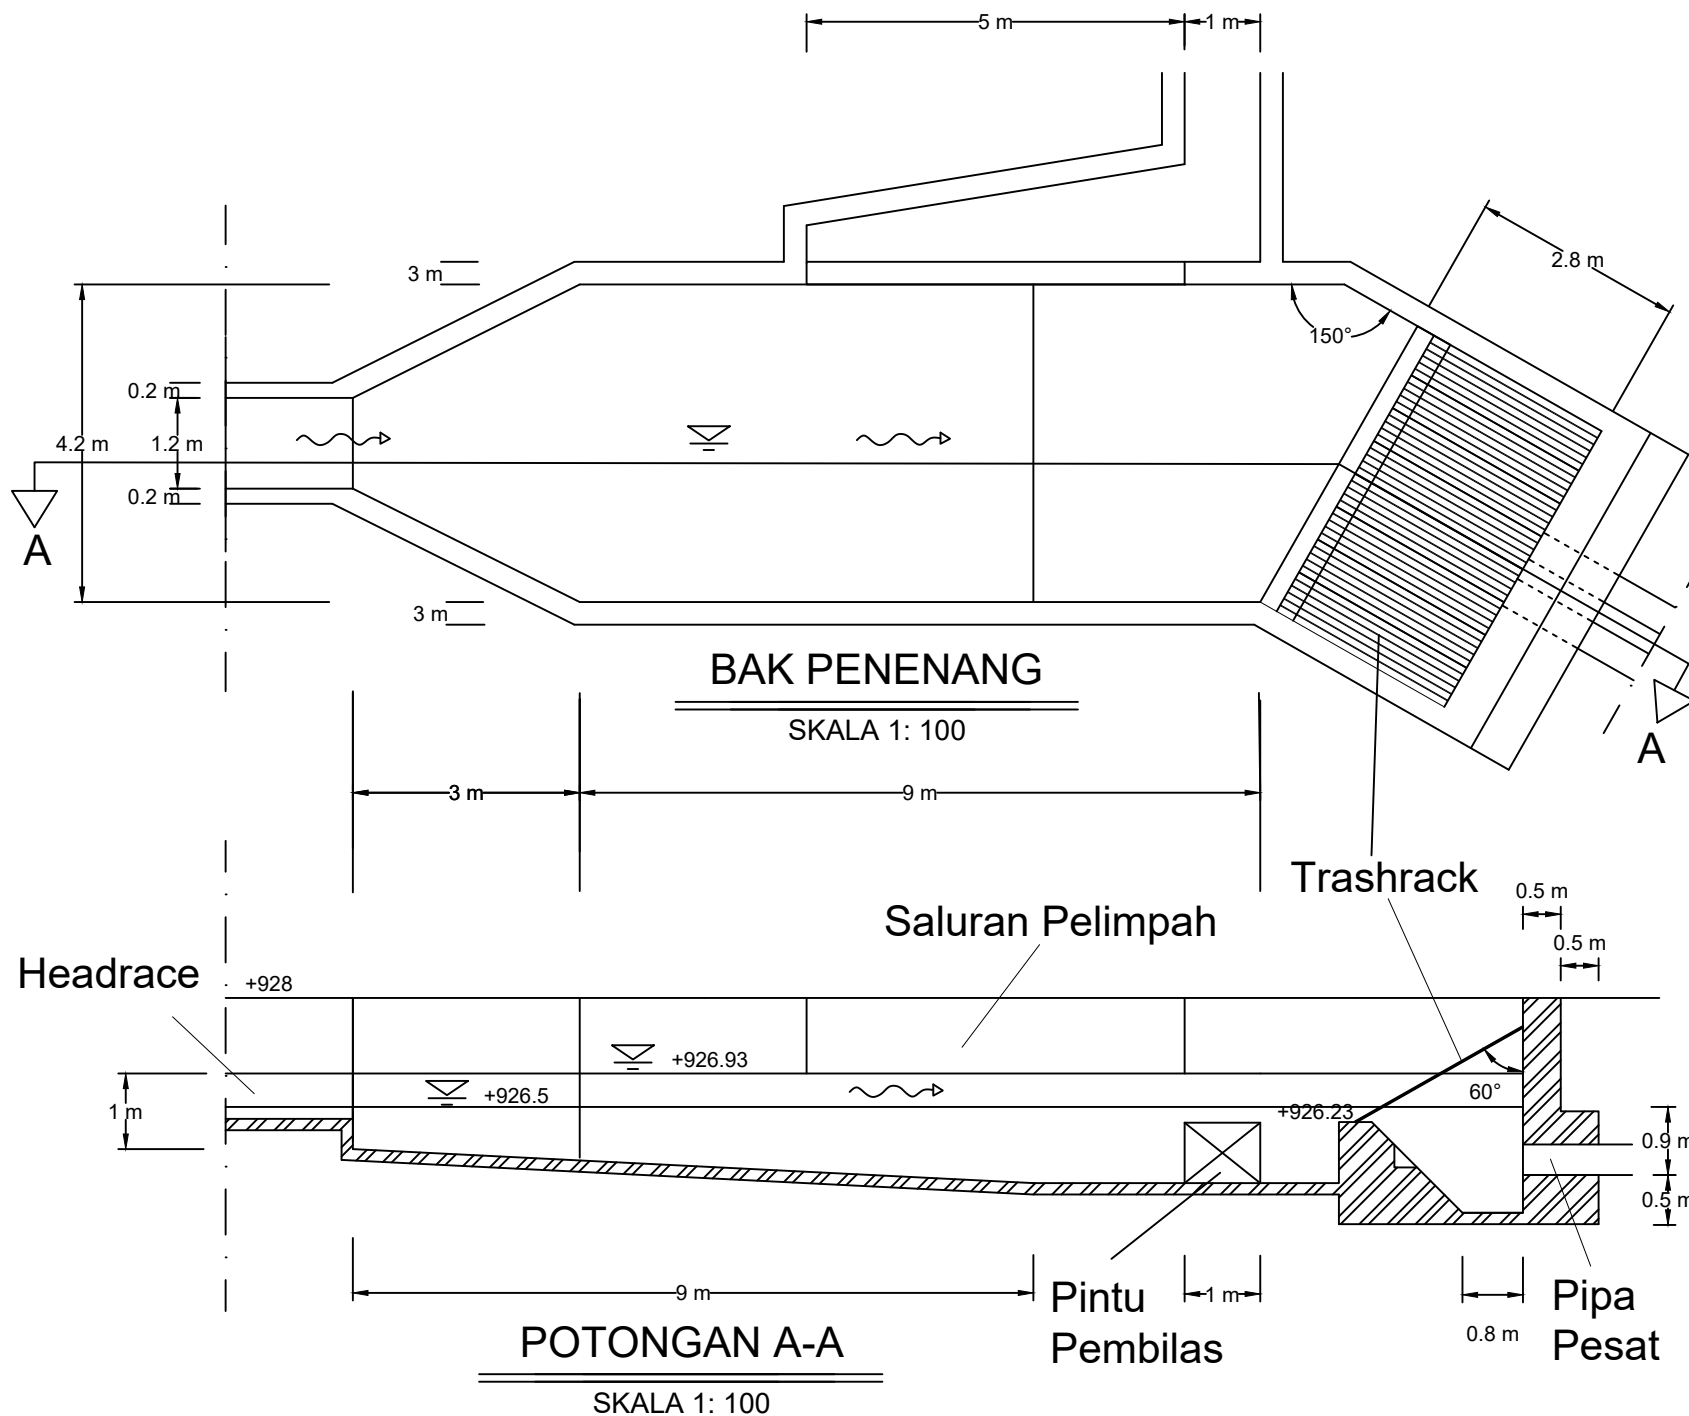 5 m
1 m
2.8 m
3 m
150°
0.2 m
4.2 m
1.2 m
0.2 m
A
3 m
BAK PENENANG
SKALA 1: 100
A
3 m
9 m
Trashrack
0.5 m
Saluran Pelimpah
0.5 m
Headrace
+928
+926.93
+926.5
60°
1 m
+926.23
0.9 m
0.5 m
9 m
1 m
Pintu
Pembilas
0.8 m
Pipa
Pesat
POTONGAN A-A
SKALA 1: 100